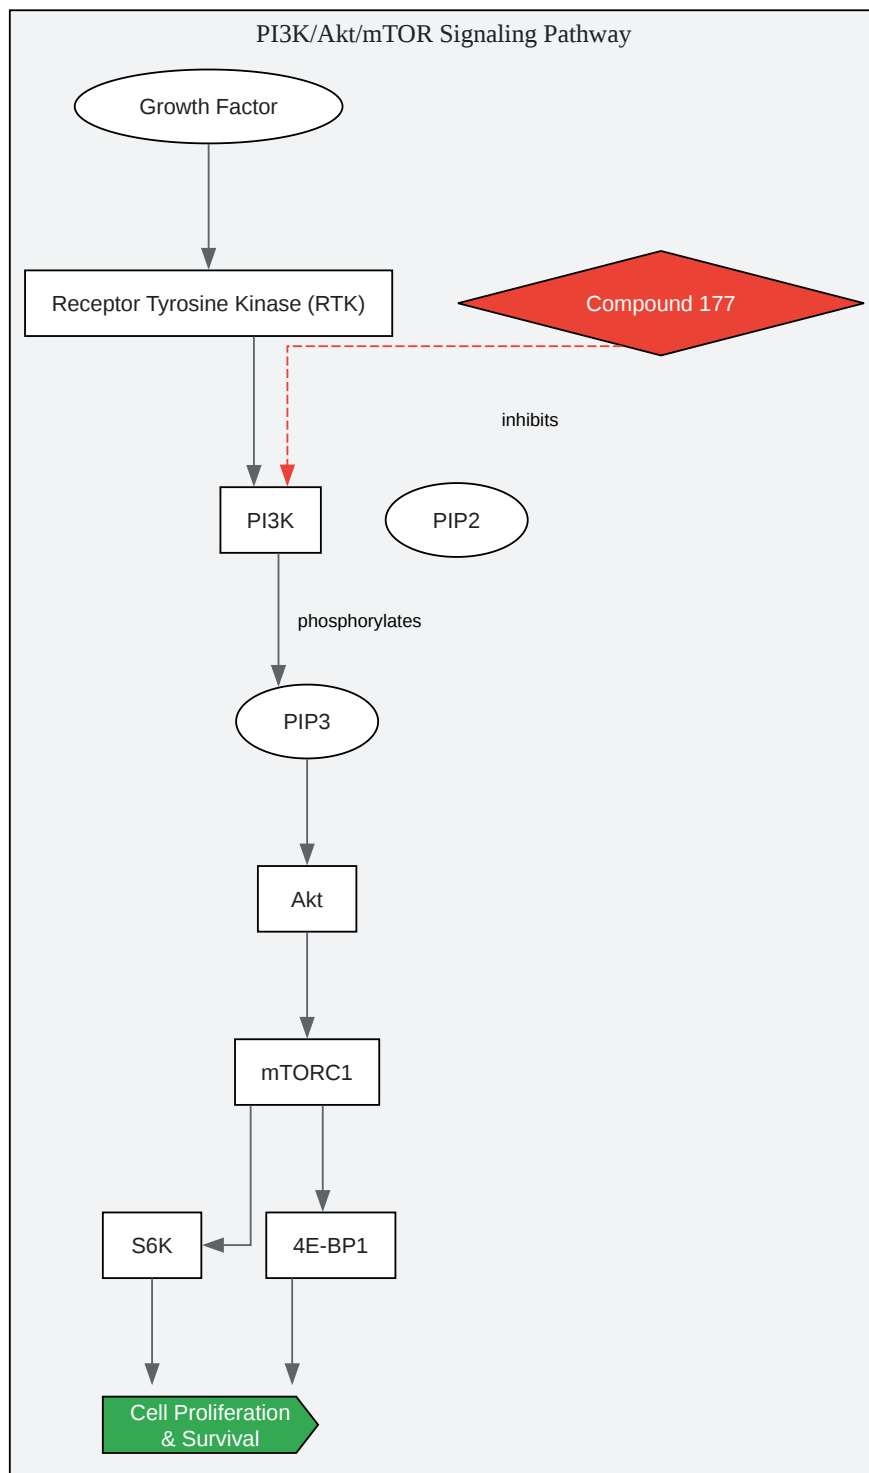 PI3K/Akt/mTOR Signaling Pathway
Growth Factor
Receptor Tyrosine Kinase (RTK)
Compound 177
inhibits
PI3K
PIP2
phosphorylates
PIP3
Akt
mTORC1
S6K
4E-BP1
Cell Proliferation
& Survival